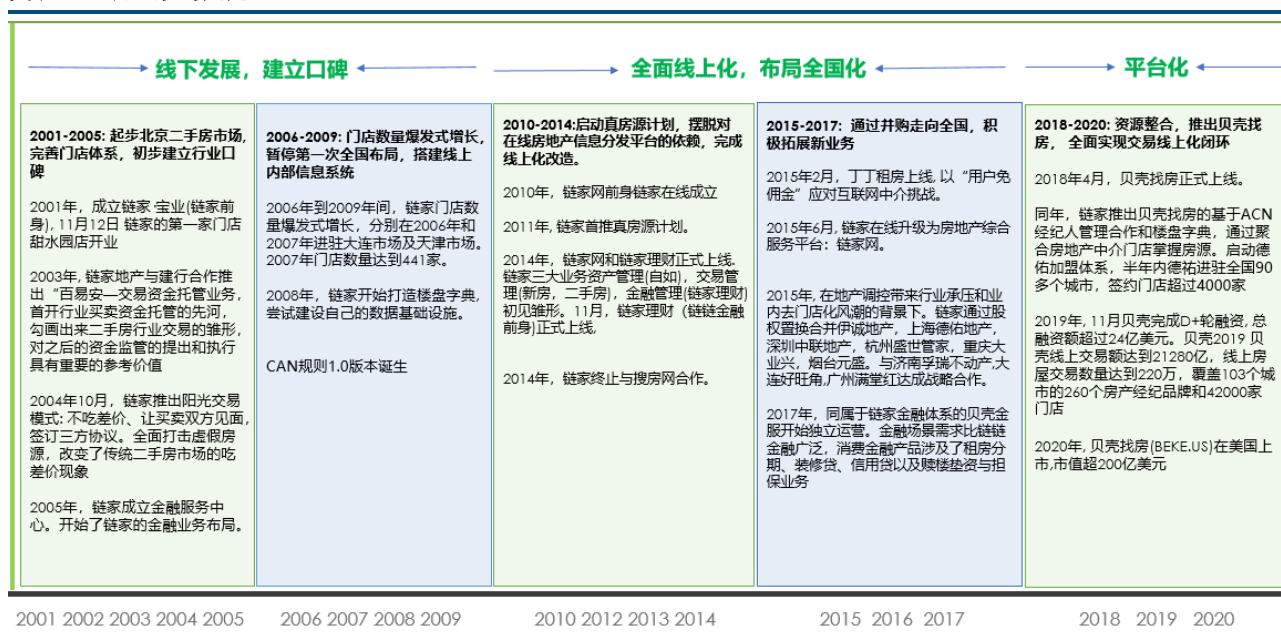 线下发展，建立口碑
全面线上化，布局全国化
平台化
2001-2005: 起步北京二手房市场,
完善门店体系，初步建立行业口
碑
2001年，成立链家·宝业(链家前
身), 11月12日 链家的第一家门店
甜水园店开业
2003年, 链家地产与建行合作推
出“百易安—交易资金托管业务,
首开行业买卖资金托管的先河,
勾画出来二手房行业交易的雏形,
对之后的资金监管的提出和执行
具有重要的参考价值
2004年10月，链家推出阳光交易
模式: 不吃差价、让买卖双方见面,
签订三方协议。全面打击虚假房
源，改变了传统二手房市场的吃
差价现象
2005年，链家成立金融服务中
心。开始了链家的金融业务布局。
2006-2009: 门店数量爆发式增长,
暂停第一次全国布局，搭建线上
内部信息系统
2006年到2009年间，链家门店数
量爆发式增长，分别在2006年和
2007年进驻大连市场及天津市场。
2007年门店数量达到441家。
2008年，链家开始打造楼盘字典,
尝试建设自己的数据基础设施。
CAN规则1.0版本诞生
2010-2014:启动真房源计划，摆脱对
在线房地产信息分发平台的依赖，完成
线上化改造。
2010年，链家网前身链家在线成立
2011年, 链家首推真房源计划。
2014年，链家网和链家理财正式上线.
链家三大业务资产管理(自如)，交易管
理(新房，二手房)，金融管理(链家理财)
初见雏形。11月，链家理财（链链金融
前身)正式上线,
2014年，链家终止与搜房网合作。
2015-2017: 通过并购走向全国，积
极拓展新业务
2015年2月，丁丁租房上线, 以“用户免
佣金”应对互联网中介挑战。
2015年6月, 链家在线升级为房地产综合
服务平台：链家网。
2015年, 在地产调控带来行业承压和业
内去门店化风潮的背景下。链家通过股
权置换合并伊诚地产，上海德佑地产,
深圳中联地产，杭州盛世管家，重庆大
业兴，烟台元盛。与济南孚瑞不动产,大
连好旺角,广州满堂红达成战略合作。
2017年，同属于链家金融体系的贝壳金
服开始独立运营。金融场景需求比链链
金融广泛，消费金融产品涉及了租房分
期、装修贷、信用贷以及赎楼垫资与担
保业务
2018-2020: 资源整合，推出贝壳找
房， 全面实现交易线上化闭环
2018年4月，贝壳找房正式上线。
同年，链家推出贝壳找房的基于ACN
经纪人管理合作和楼盘字典，通过聚
合房地产中介门店掌握房源。启动德
佑加盟体系，半年内德祐进驻全国90
多个城市，签约门店超过4000家
2019年, 11月贝壳完成D+轮融资, 总
融资额超过24亿美元。贝壳2019 贝
壳线上交易额达到21280亿，线上房
屋交易数量达到220万，覆盖103个城
市的260个房产经纪品牌和42000家
门店
2020年, 贝壳找房(BEKE.US)在美国上
市,市值超200亿美元
2001 2002 2003 2004 2005
2006 2007 2008 2009
2010 2012 2013 2014
2015 2016 2017
2018 2019 2020